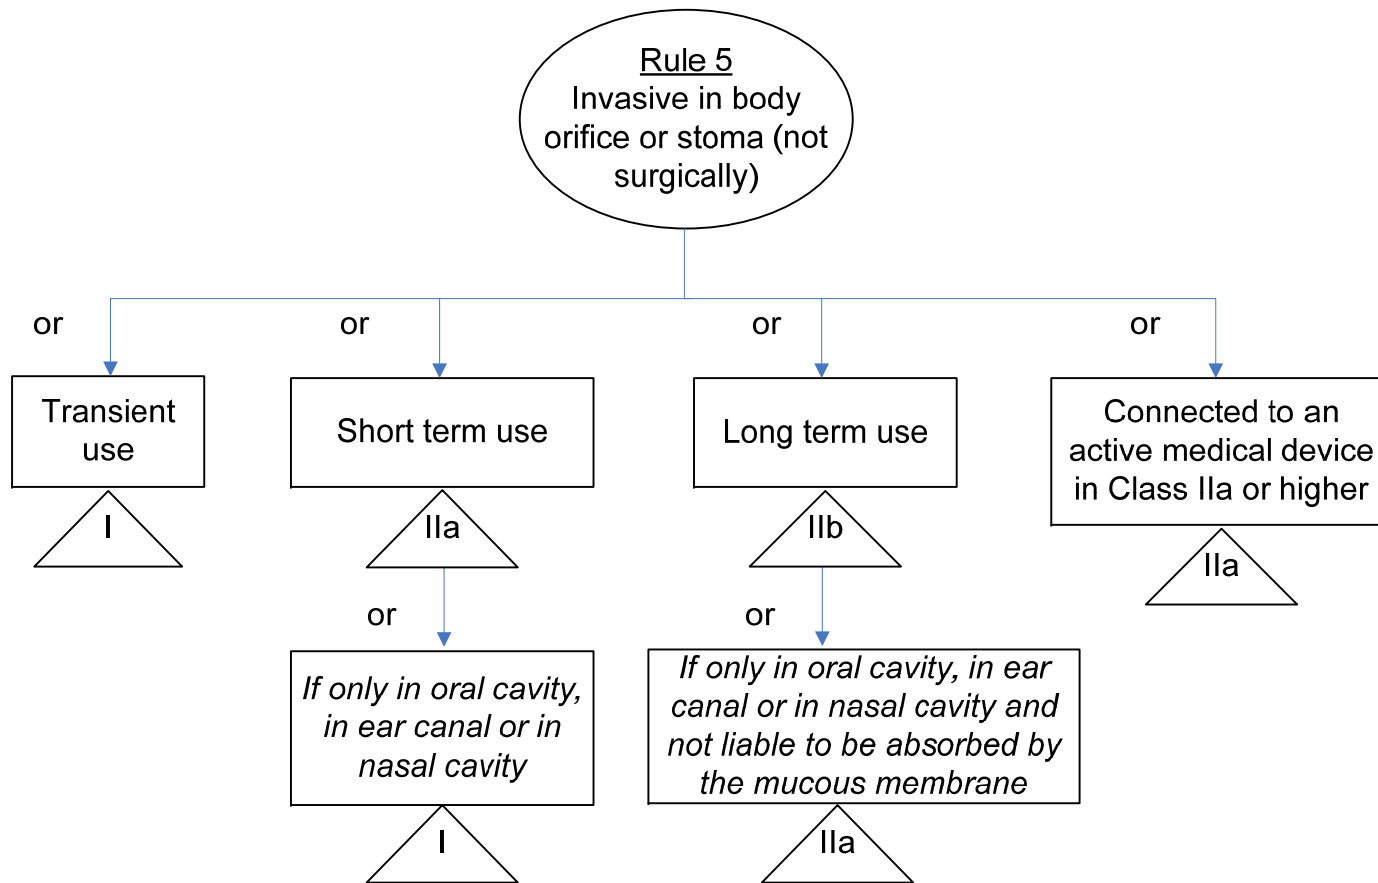 Rule 5
Invasive in body
orifice or stoma (not
surgically)
or
or
or
or
Transient
use
Short term use
Long term use
Connected to an
active medical device
in Class IIa or higher
I
IIa
IIb
IIa
or
or
If only in oral cavity,
in ear canal or in
nasal cavity
If only in oral cavity, in ear
canal or in nasal cavity and
not liable to be absorbed by
the mucous membrane
I
IIa